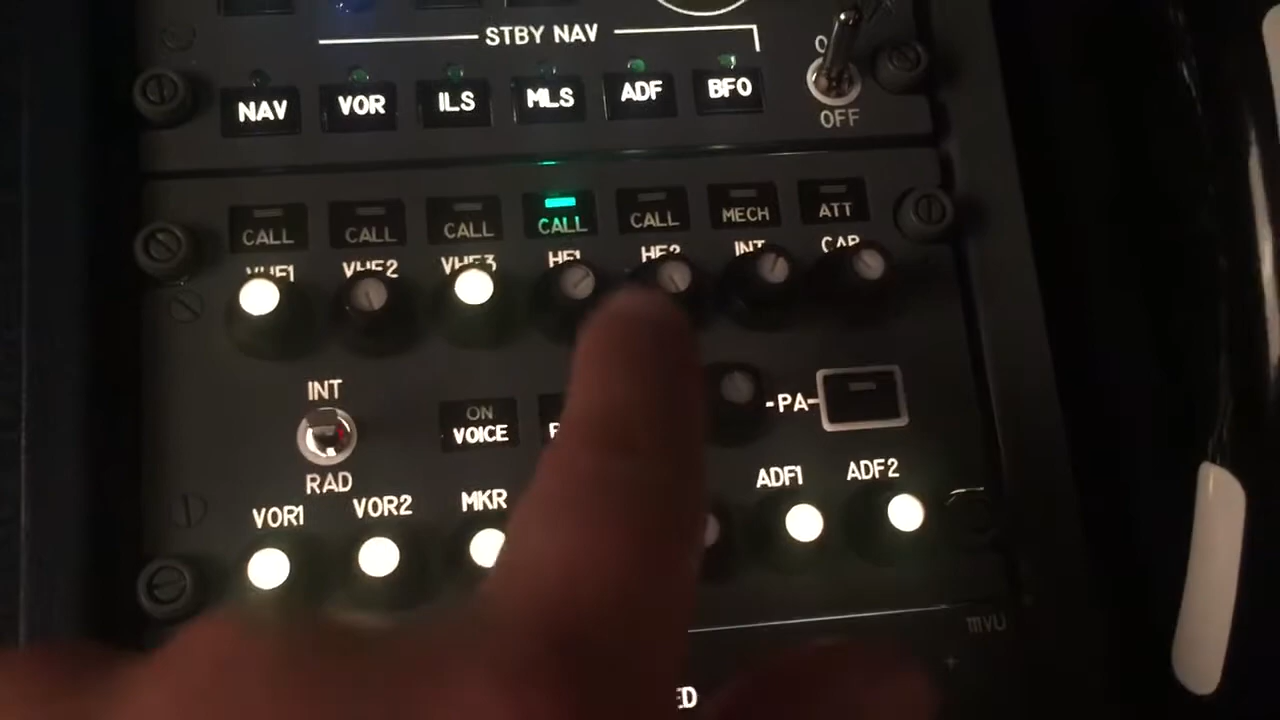 STBY NAV
NAV VOR ILS MLS ADF BFO
OFF
CALL CALL CALL CALL CALL MECH ATT
VHF1 VHF2 VHF3 HF1 HF2 INT CAP
INT
RAD
ON
VOICE
-PA-
VOR1 VOR2 MKR ADF1 ADF2